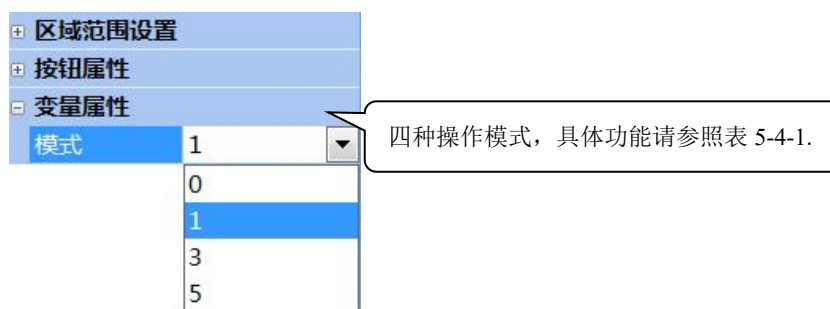 区域范围设置
按钮属性
变量属性
模式 1
四种操作模式，具体功能请参照表 5-4-1.
0
1
3
5